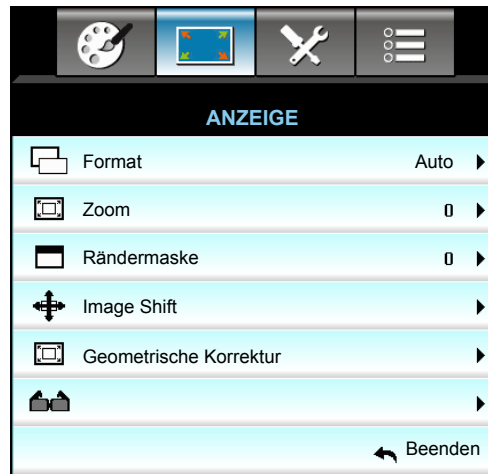 ANZEIGE
Format Auto
Zoom 0
Rändermaske 0
Image Shift
Geometrische Korrektur
Beenden